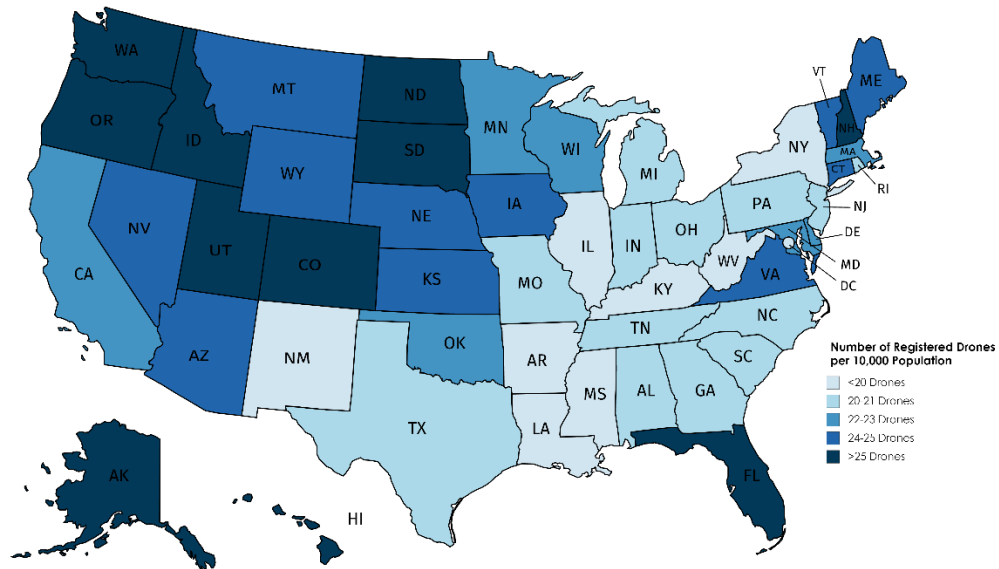 WA
MT
ND
MN
VT
ME
OR
ID
SD
WI
NH
NY
MA
WY
MI
CT
RI
IA
PA
NJ
NE
NV
OH
IL
IN
DE
UT
CO
MD
CA
WV
VA
DC
KS
MO
KY
NC
TN
OK
AZ
NM
AR
SC
Number of Registered Drones
per 10,000 Population
<20 Drones
20-21 Drones
22-23 Drones
24-25 Drones
>25 Drones
MS
AL
GA
TX
LA
AK
FL
HI